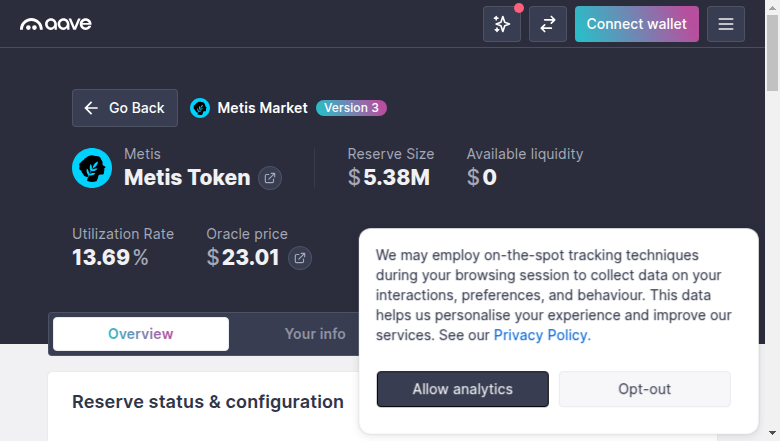 aave
Connect wallet
Go Back
Metis Market
Version 3
Metis
Metis Token
Reserve Size
$5.38M
Available liquidity
$0
Utilization Rate
13.69%
Oracle price
$23.01
We may employ on-the-spot tracking techniques
during your browsing session to collect data on your
interactions, preferences, and behaviour. This data
helps us personalise your experience and improve our
services. See our Privacy Policy.
Allow analytics
Opt-out
Overview
Your info
Reserve status & configuration